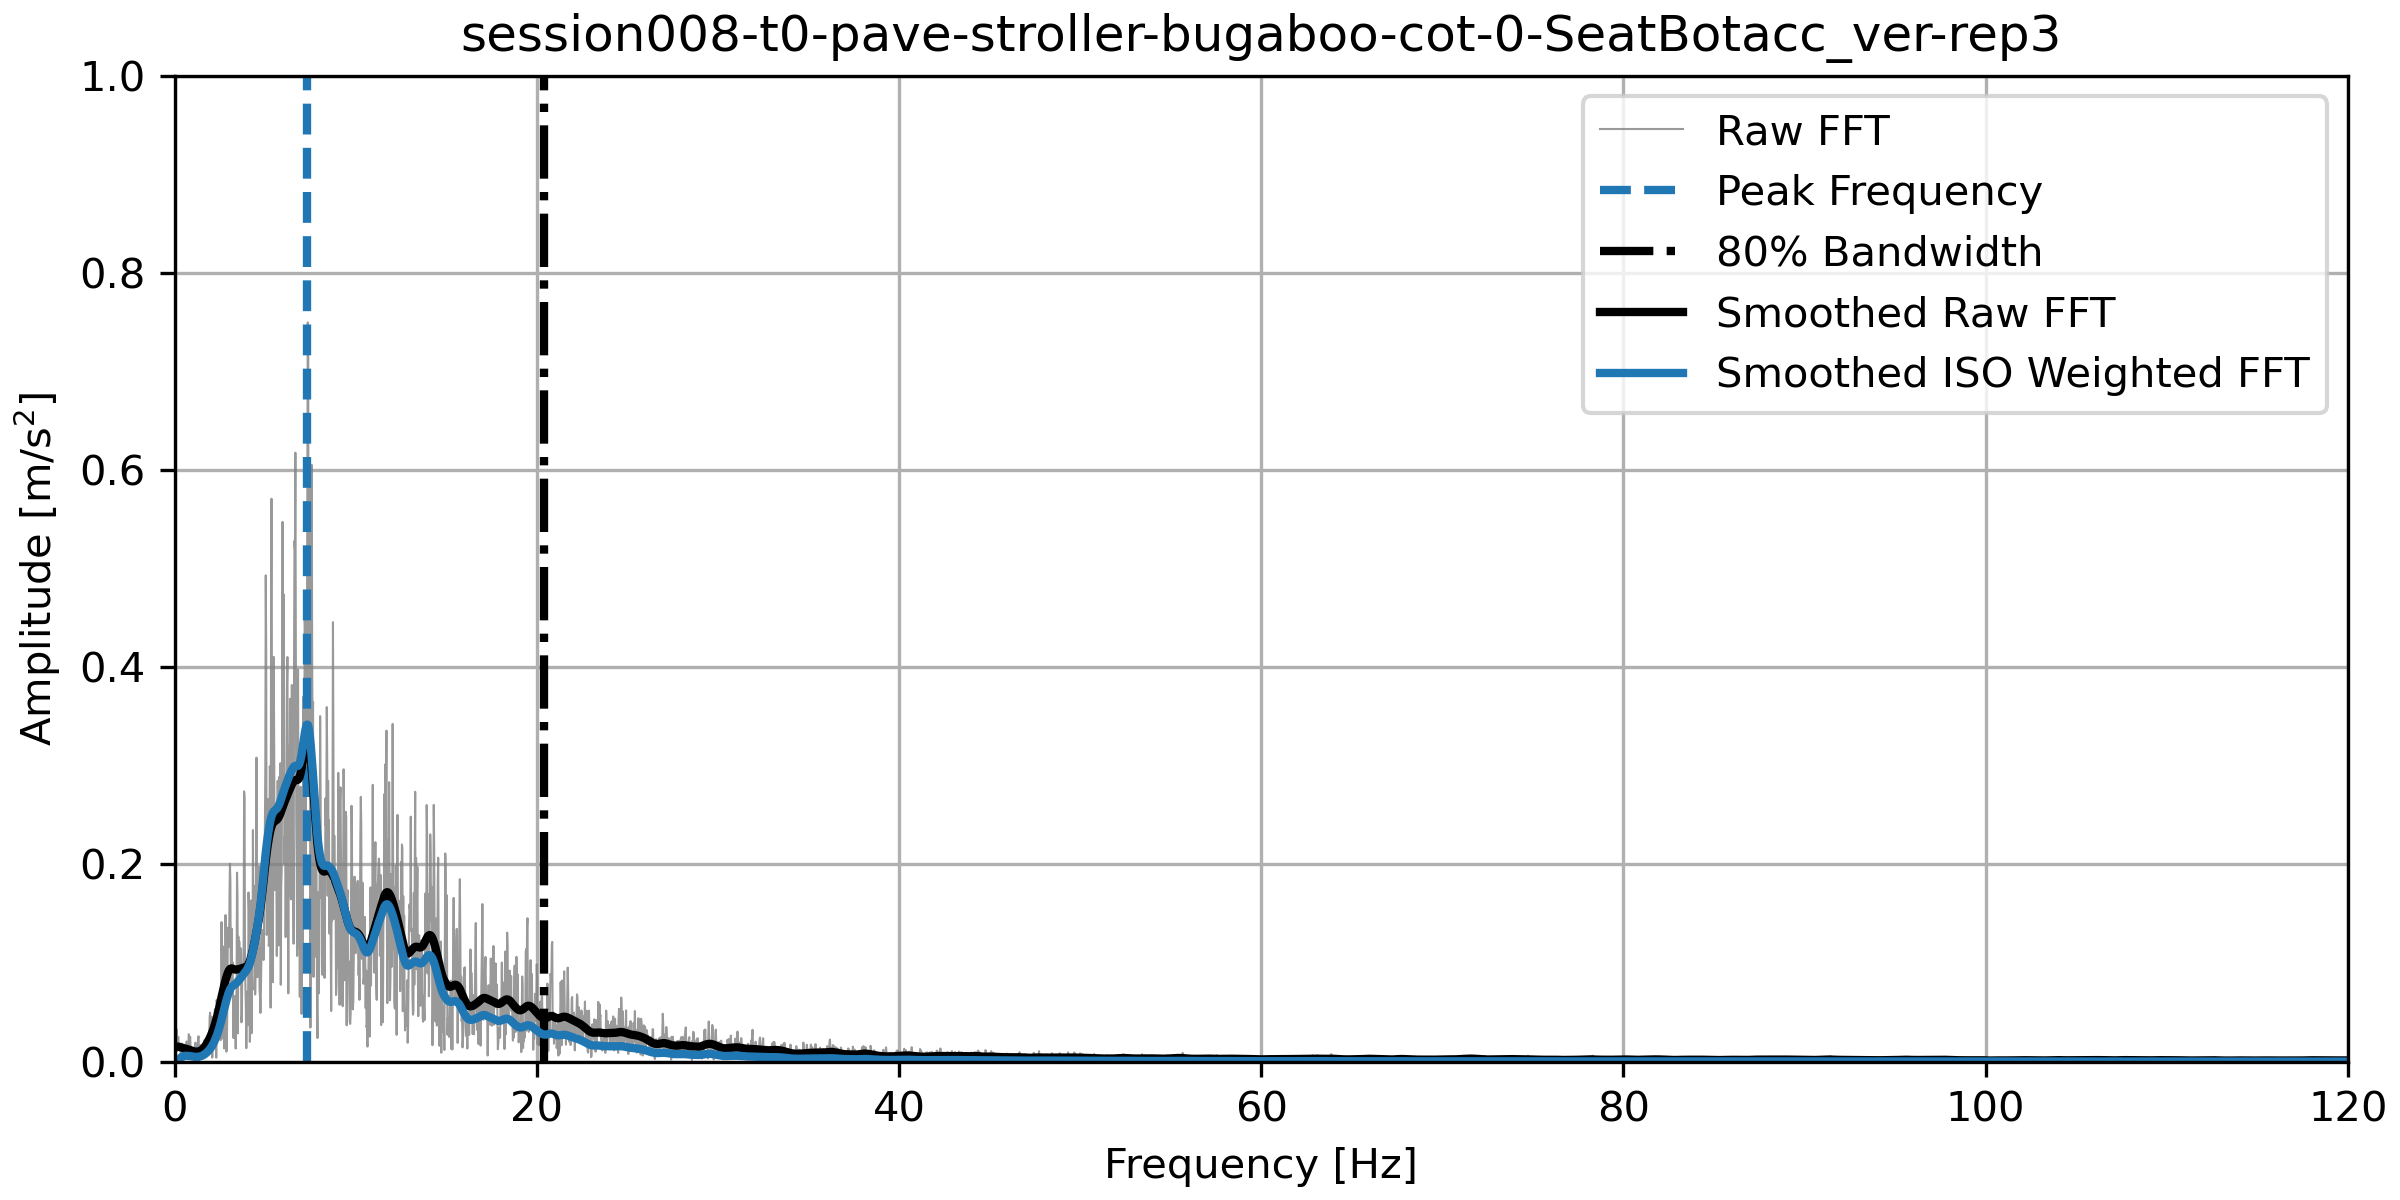 session008-t0-pave-stroller-bugaboo-cot-0-SeatBotacc_ver-rep3
1.0
0.8
0.6
0.4
0.2
0.0
Amplitude [m/s²]
Raw FFT
Peak Frequency
80% Bandwidth
Smoothed Raw FFT
Smoothed ISO Weighted FFT
0 20 40 60 80 100 120
Frequency [Hz]